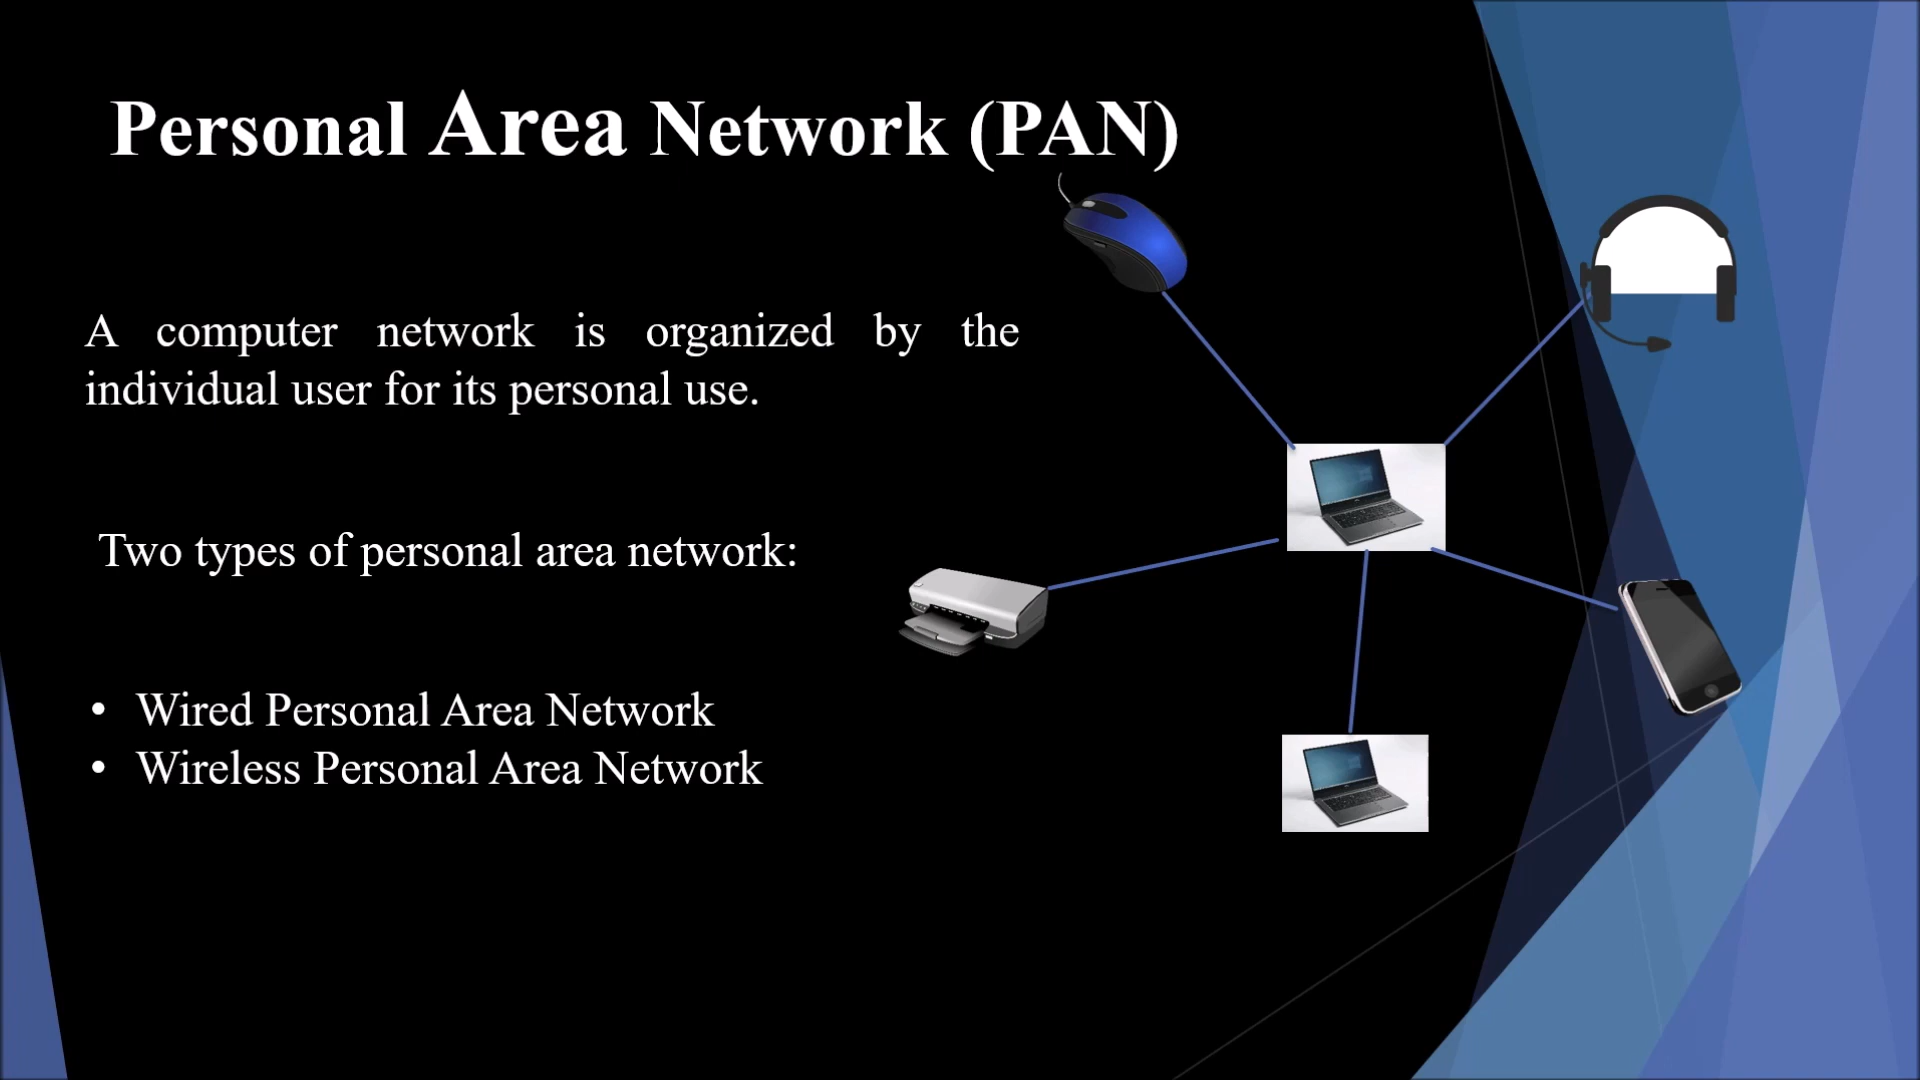 Personal Area Network (PAN)
A computer network is organized by the
individual user for its personal use.
Two types of personal area network:
• Wired Personal Area Network
• Wireless Personal Area Network